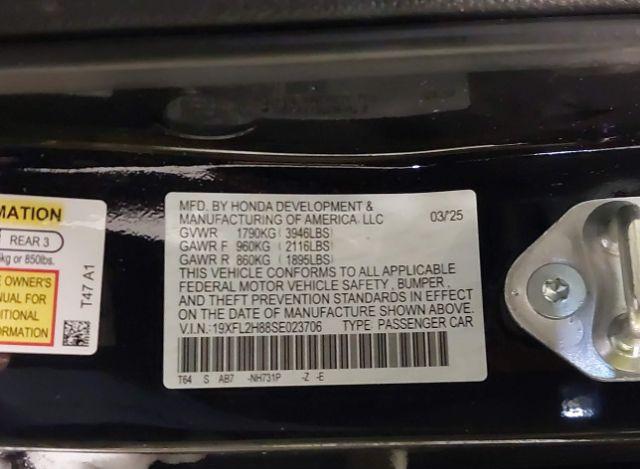 MFD. BY HONDA DEVELOPMENT &
MANUFACTURING OF AMERICA LLC 03/25
GVWR 1790KG (3946LBS)
GAWR F 960KG (2116LBS)
GAWR R 860KG (1895LBS)
THIS VEHICLE CONFORMS TO ALL APPLICABLE
FEDERAL MOTOR VEHICLE SAFETY, BUMPER,
AND THEFT PREVENTION STANDARDS IN EFFECT
ON THE DATE OF MANUFACTURE SHOWN ABOVE.
V.I.N.:19XFL2H88SE023706 TYPE: PASSENGER CAR
T64 S AB7 -NH731P -Z -E
MATION
REAR 3
kg or 850lbs.
E OWNER'S
NUAL FOR
DITIONAL
ORMATION
T47 A1